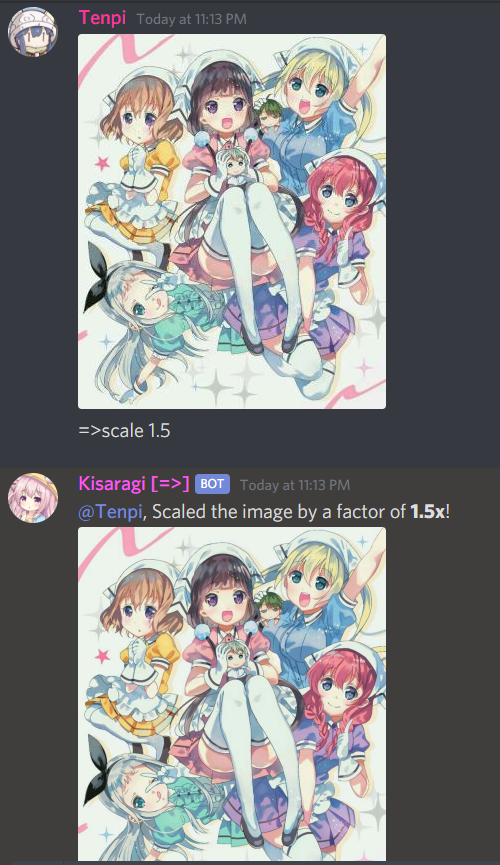 Tenpi Today at 11:13 PM
=>scale 1.5
Kisaragi [=>] BOT Today at 11:13 PM
@Tenpi, Scaled the image by a factor of 1.5x!